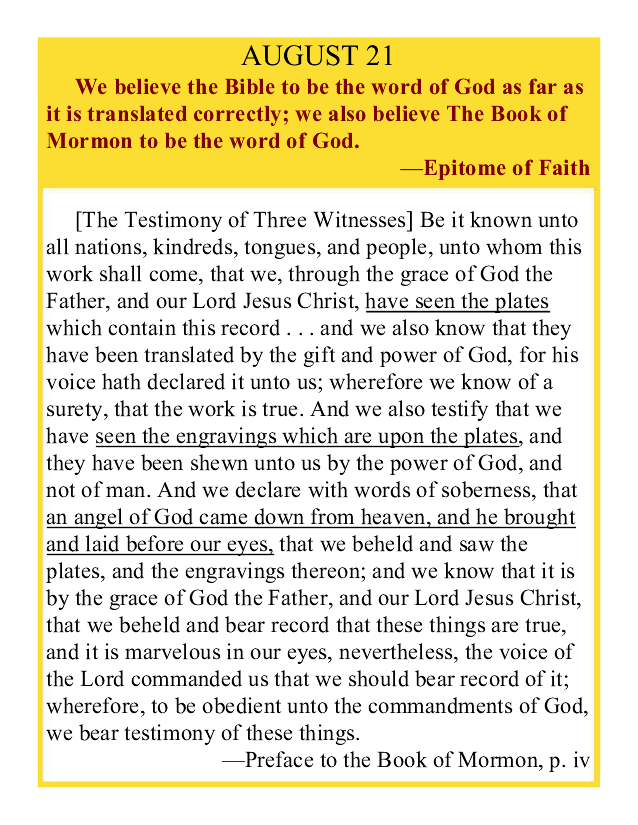 AUGUST 21
We believe the Bible to be the word of God as far as
it is translated correctly; we also believe The Book of
Mormon to be the word of God.
—Epitome of Faith
[The Testimony of Three Witnesses] Be it known unto
all nations, kindreds, tongues, and people, unto whom this
work shall come, that we, through the grace of God the
Father, and our Lord Jesus Christ, have seen the plates
which contain this record . . . and we also know that they
have been translated by the gift and power of God, for his
voice hath declared it unto us; wherefore we know of a
surety, that the work is true. And we also testify that we
have seen the engravings which are upon the plates, and
they have been shewn unto us by the power of God, and
not of man. And we declare with words of soberness, that
an angel of God came down from heaven, and he brought
and laid before our eyes, that we beheld and saw the
plates, and the engravings thereon; and we know that it is
by the grace of God the Father, and our Lord Jesus Christ,
that we beheld and bear record that these things are true,
and it is marvelous in our eyes, nevertheless, the voice of
the Lord commanded us that we should bear record of it;
wherefore, to be obedient unto the commandments of God,
we bear testimony of these things.
—Preface to the Book of Mormon, p. iv